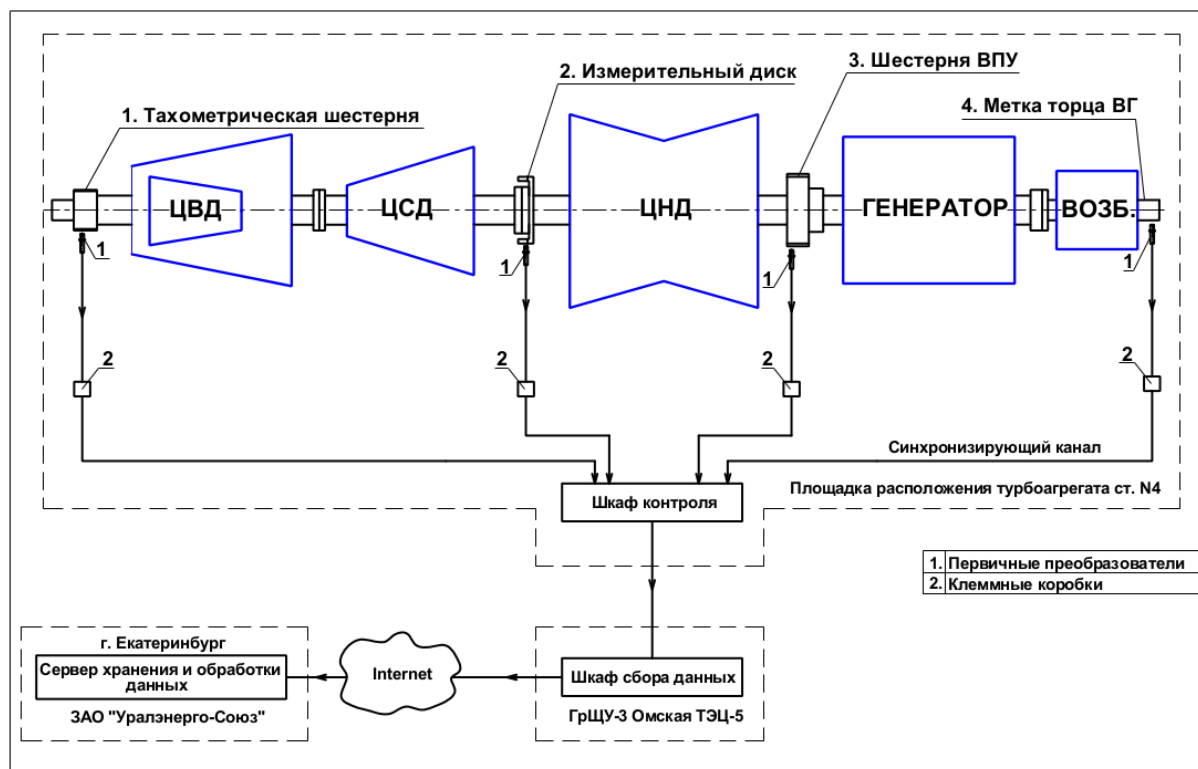 3. Шестерня ВПУ
2. Измерительный диск
4. Метка торца ВГ
1. Тахометрическая шестерня
ЦВД
ЦСД
ЦНД
ГЕНЕРАТОР
ВОЗБ.
1
1
1
1
2
2
2
2
Синхронизирующий канал
Площадка расположения турбоагрегата ст. N4
Шкаф контроля
1. Первичные преобразователи
2. Клеммные коробки
г. Екатеринбург
Сервер хранения и обработки
данных
ЗАО "Уралэнерго-Союз"
Internet
Шкаф сбора данных
ГрЩУ-3 Омская ТЭЦ-5